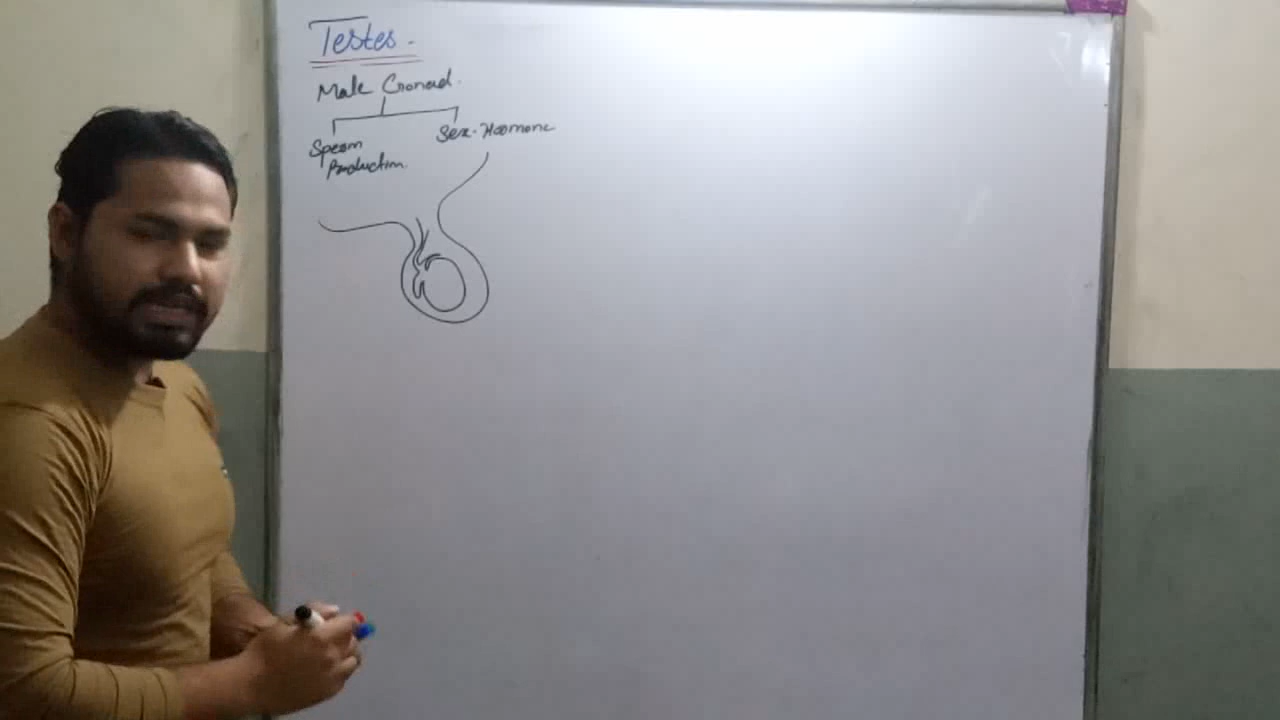 Testes.
Male Gonad.
Sperm
Production.
Sex-Hormone